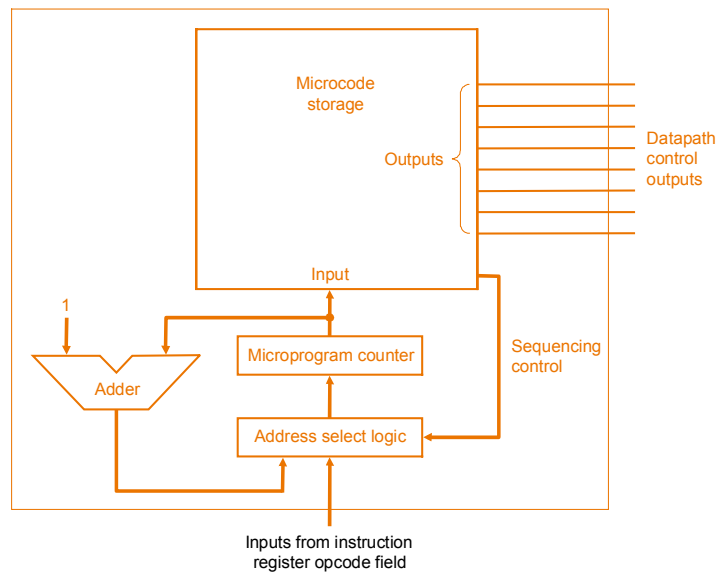 Microcode
storage
Outputs
Datapath
control
outputs
Input
1
Microprogram counter
Sequencing
control
Adder
Address select logic
Inputs from instruction
register opcode field